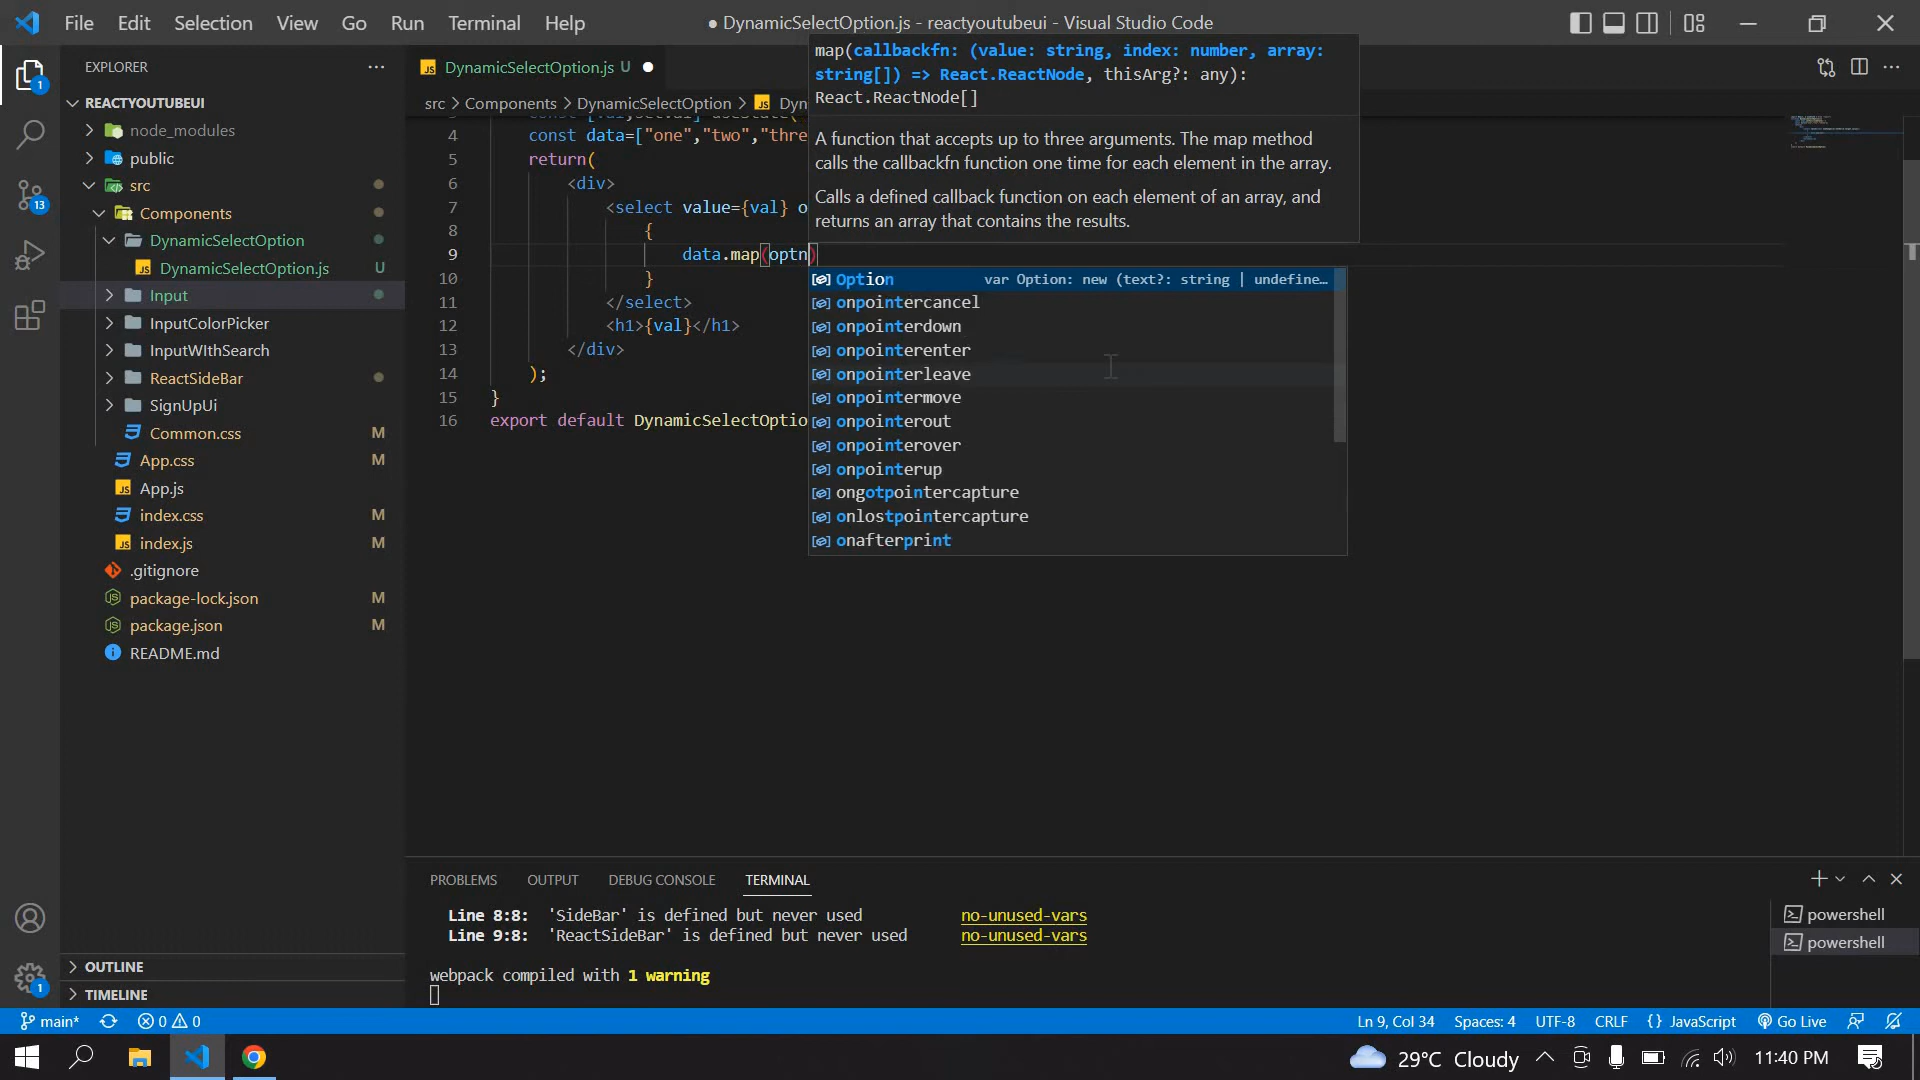 File Edit Selection View Go Run Terminal Help
● DynamicSelectOption.js - reactyoutubeui - Visual Studio Code
EXPLORER
REACTYOUTUBEUI
node_modules
public
src
Components
DynamicSelectOption
DynamicSelectOption.js U
Input
InputColorPicker
InputWIthSearch
ReactSideBar
SignUpUi
Common.css M
App.css M
App.js
index.css M
index.js M
.gitignore
package-lock.json M
package.json M
README.md
OUTLINE
TIMELINE
1
13
1
DynamicSelectOption.js U
src > Components > DynamicSelectOption > Dyn
4 const data=["one","two","thre
5 return(
6 <div>
7 <select value={val} o
8 {
9 data.map(optn)
10 }
11 </select>
12 <h1>{val}</h1>
13 </div>
14 );
15 }
16 export default DynamicSelectOptio
map(callbackfn: (value: string, index: number, array:
string[]) => React.ReactNode, thisArg?: any):
React.ReactNode[]
A function that accepts up to three arguments. The map method
calls the callbackfn function one time for each element in the array.
Calls a defined callback function on each element of an array, and
returns an array that contains the results.
Option var Option: new (text?: string | undefine…
onpointercancel
onpointerdown
onpointerenter
onpointerleave
onpointermove
onpointerout
onpointerover
onpointerup
ongotpointercapture
onlostpointercapture
onafterprint
PROBLEMS OUTPUT DEBUG CONSOLE TERMINAL
Line 8:8: 'SideBar' is defined but never used no-unused-vars
Line 9:8: 'ReactSideBar' is defined but never used no-unused-vars
webpack compiled with 1 warning
powershell
powershell
main* 0 0
Ln 9, Col 34 Spaces: 4 UTF-8 CRLF {} JavaScript Go Live
29°C Cloudy 11:40 PM